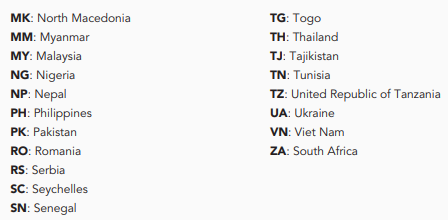 MK: North Macedonia
MM: Myanmar
MY: Malaysia
NG: Nigeria
NP: Nepal
PH: Philippines
PK: Pakistan
RO: Romania
RS: Serbia
SC: Seychelles
SN: Senegal
TG: Togo
TH: Thailand
TJ: Tajikistan
TN: Tunisia
TZ: United Republic of Tanzania
UA: Ukraine
VN: Viet Nam
ZA: South Africa